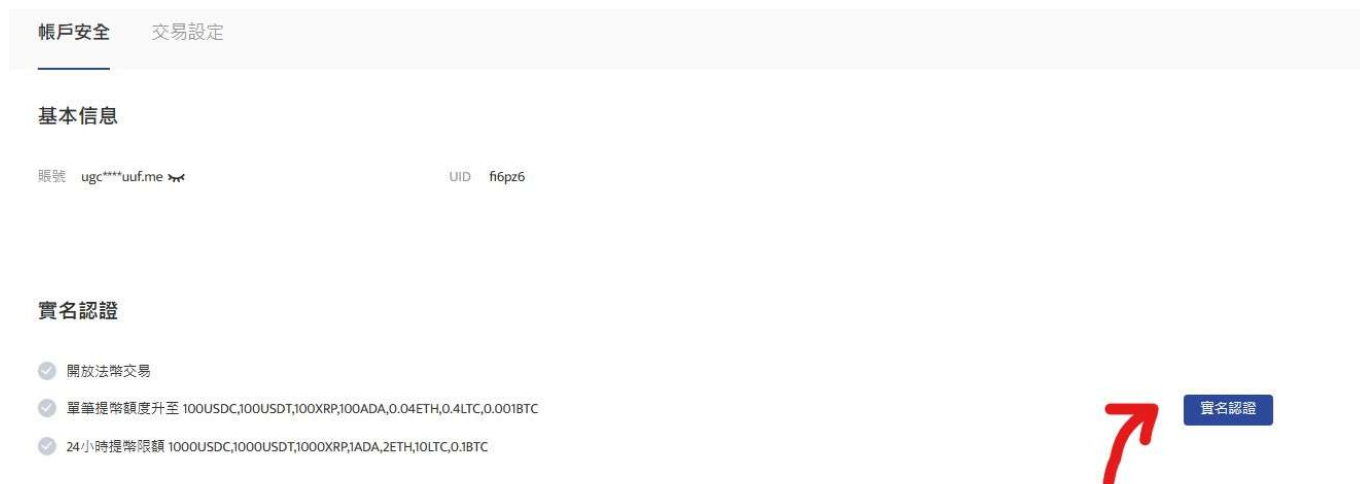 帳戶安全 交易設定
基本信息
賬號 ugc****uuf.me UID fi6pz6
實名認證
開放法幣交易
單筆提幣額度升至 100USDC,100USDT,100XRP,100ADA,0.04ETH,0.4LTC,0.001BTC
實名認證
24小時提幣限額 1000USDC,1000USDT,1000XRP,1ADA,2ETH,10LTC,0.1BTC